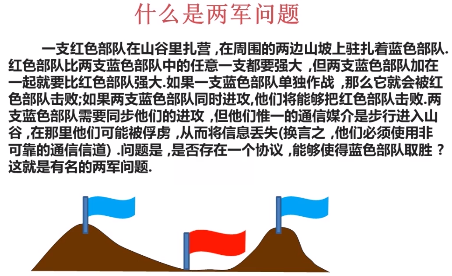 什么是两军问题
一支红色部队在山谷里扎营,在周围的两边山坡上驻扎着蓝色部队.
红色部队比两支蓝色部队中的任意一支都要强大,但两支蓝色部队加在
一起就要比红色部队强大.如果一支蓝色部队单独作战,那么它就会被红
色部队击败;如果两支蓝色部队同时进攻,他们将能够把红色部队击败.两
支蓝色部队需要同步他们的进攻,但他们惟一的通信媒介是步行进入山
谷,在那里他们可能被俘虏,从而将信息丢失(换言之,他们必须使用非
可靠的通信信道).问题是,是否存在一个协议,能够使得蓝色部队取胜?
这就是有名的两军问题.